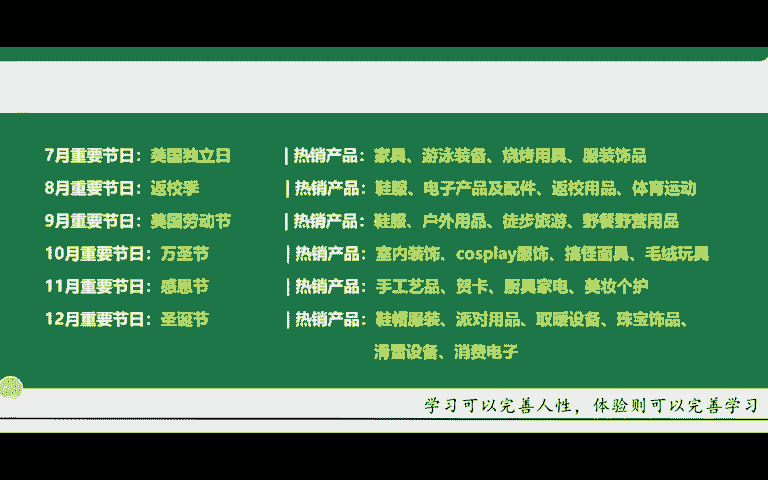 7月重要节日：美国独立日 | 热销产品：家具、游泳装备、烧烤用具、服装饰品
8月重要节日：返校季 | 热销产品：鞋服、电子产品及配件、返校用品、体育运动
9月重要节日：美国劳动节 | 热销产品：鞋服、户外用品、徒步旅游、野餐野营用品
10月重要节日：万圣节 | 热销产品：室内装饰、cosplay服饰、搞怪面具、毛绒玩具
11月重要节日：感恩节 | 热销产品：手工艺品、贺卡、厨具家电、美妆个护
12月重要节日：圣诞节 | 热销产品：鞋帽服装、派对用品、取暖设备、珠宝饰品、
滑雪设备、消费电子
学习可以完善人性，体验则可以完善学习